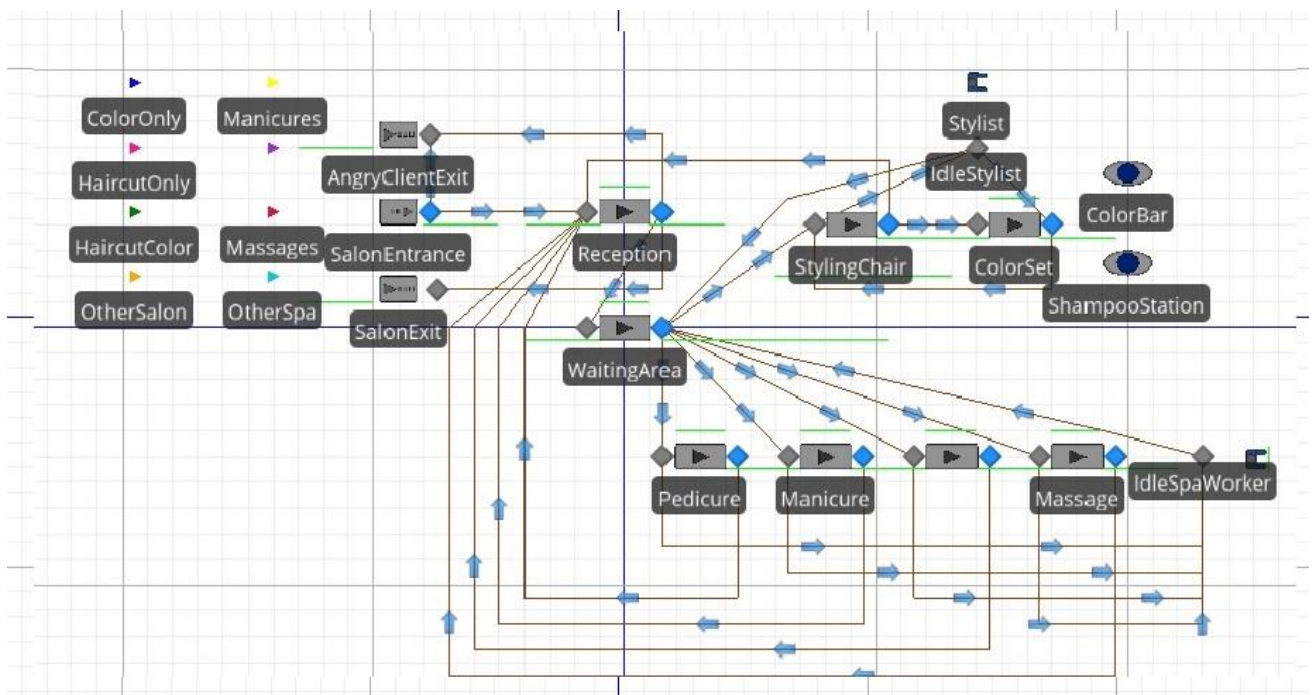 Stylist
ColorOnly
Manicures
AngryClientExit
IdleStylist
HaircutOnly
ColorBar
HaircutColor
Massages
SalonEntrance
Reception
StylingChair
ColorSet
ShampooStation
OtherSalon
OtherSpa
SalonExit
WaitingArea
Pedicure
Manicure
Massage
IdleSpaWorker